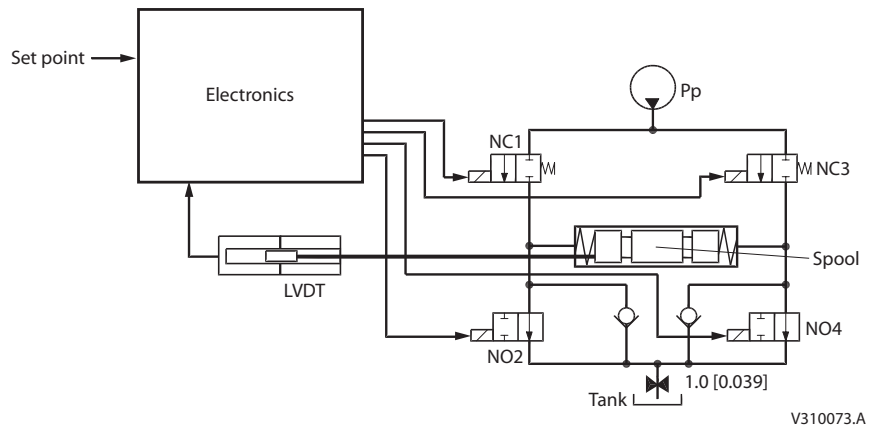 Set point
Electronics
Pp
NC1
NC3
Spool
LVDT
NO2
NO4
1.0 [0.039]
Tank
V310073.A